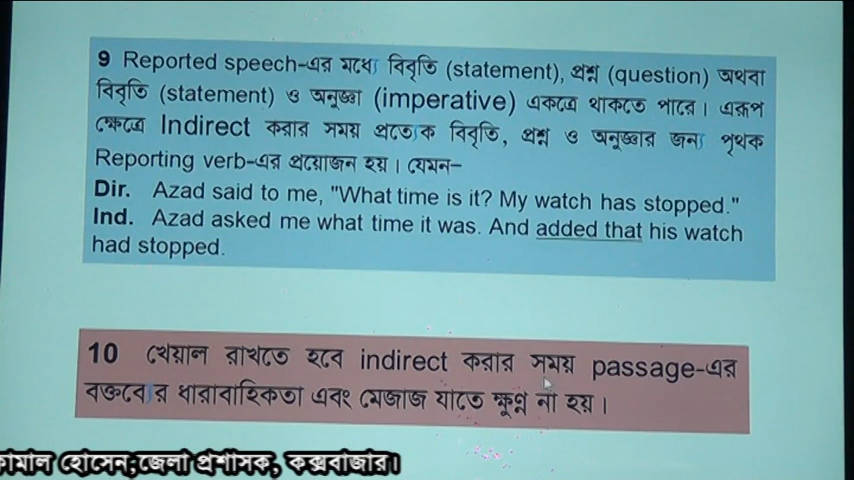 9 Reported speech-এর মধ্যে বিবৃতি (statement), প্রশ্ন (question) অথবা
বিবৃতি (statement) ও অনুজ্ঞা (imperative) একত্রে থাকতে পারে। এরূপ
ক্ষেত্রে Indirect করার সময় প্রত্যেক বিবৃতি, প্রশ্ন ও অনুজ্ঞার জন্য পৃথক
Reporting verb-এর প্রয়োজন হয়। যেমন–
Dir. Azad said to me, "What time is it? My watch has stopped."
Ind. Azad asked me what time it was. And added that his watch
had stopped.
10 খেয়াল রাখতে হবে indirect করার সময় passage-এর
বক্তব্যের ধারাবাহিকতা এবং মেজাজ যাতে ক্ষুণ্ন না হয়।
কামাল হোসেন,জেলা প্রশাসক, কক্সবাজার।